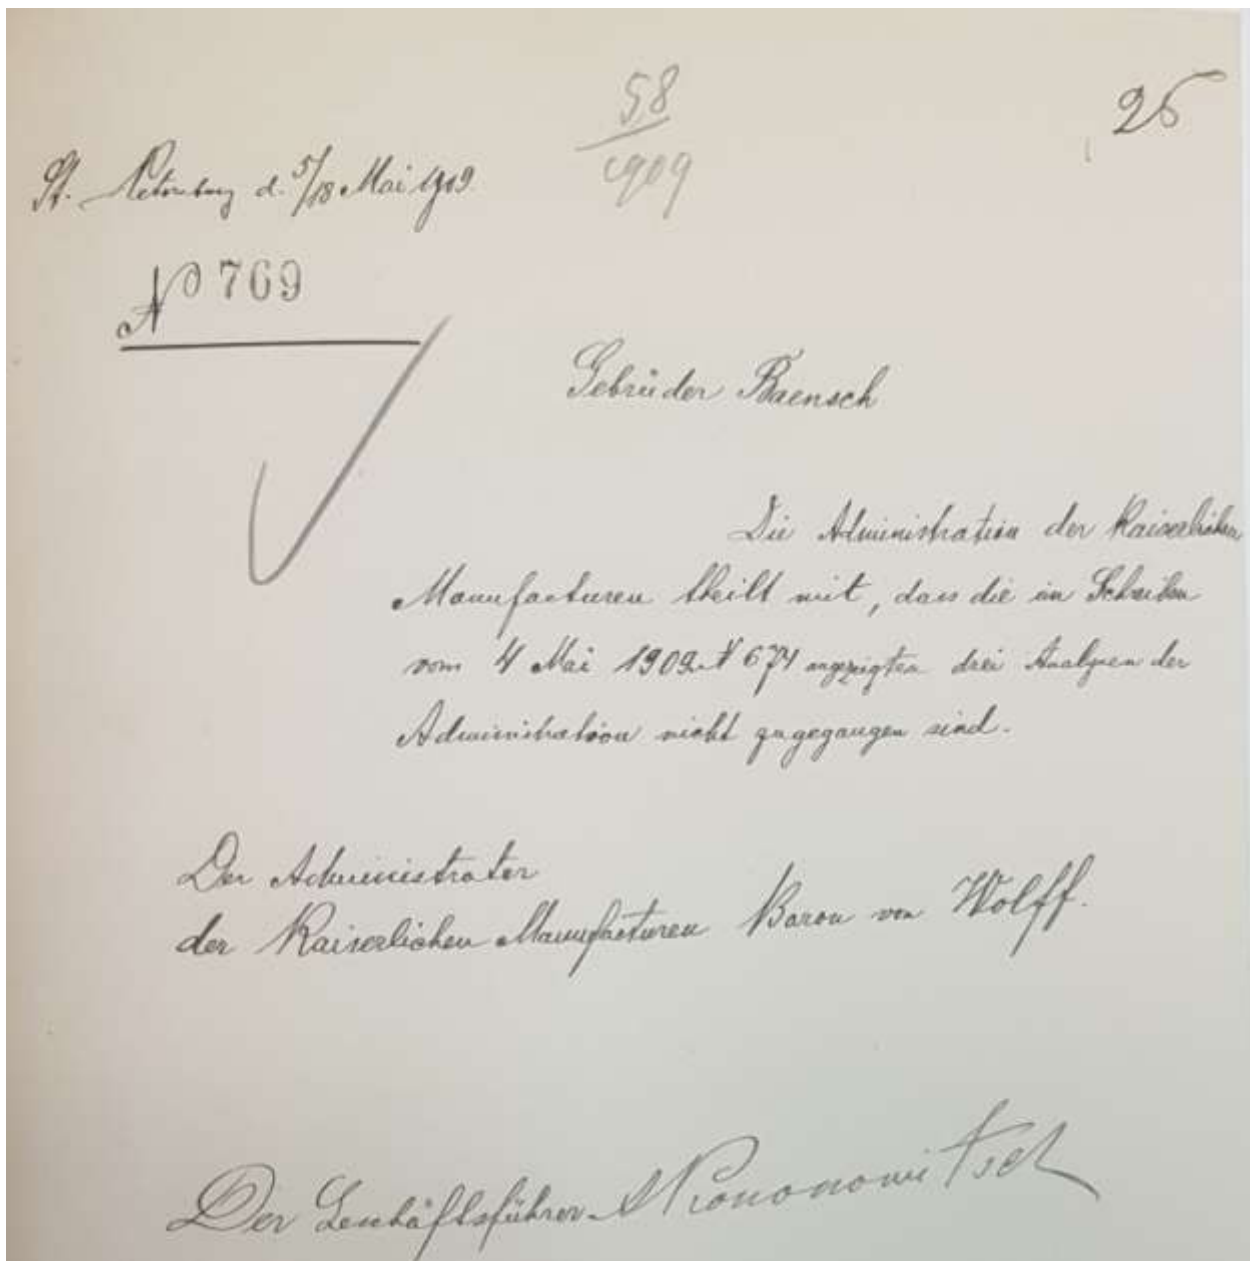 58
1909
26
St. Petersburg d. 5/18 Mai 1909.
№ 769
Gebrüder Baensch
Die Administration der Kaiserlichen
Manufacturen theilt mit, dass die im Schreiben
vom 4 Mai 1909 № 674 angezeigten drei Analysen der
Administration nicht zugegangen sind.
Der Administrator
der Kaiserlichen Manufacturen Baron von Wolff.
Der Geschäftsführer